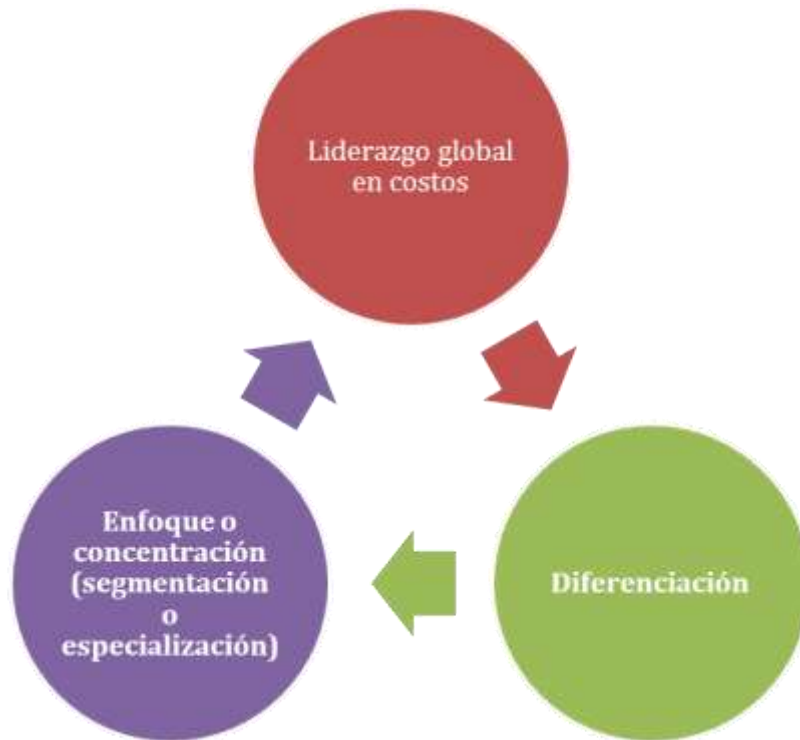 Liderazgo global
en costos
Diferenciación
Enfoque o
concentración
(segmentación
o
especialización)